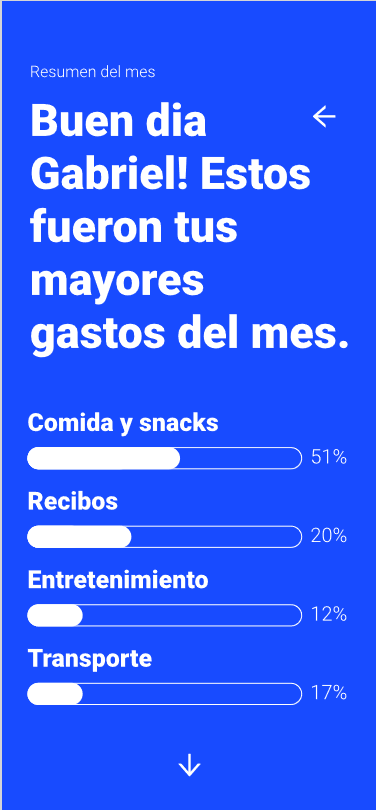 Resumen del mes
Buen dia
Gabriel! Estos
fueron tus
mayores
gastos del mes.
Comida y snacks
51%
Recibos
20%
Entretenimiento
12%
Transporte
17%